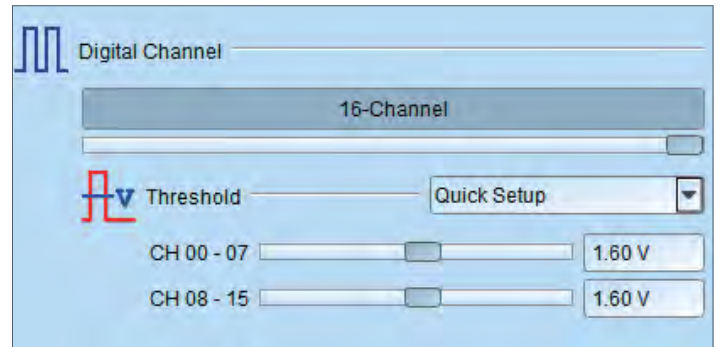 Digital Channel
16-Channel
V Threshold Quick Setup
CH 00 - 07 1.60 V
CH 08 - 15 1.60 V